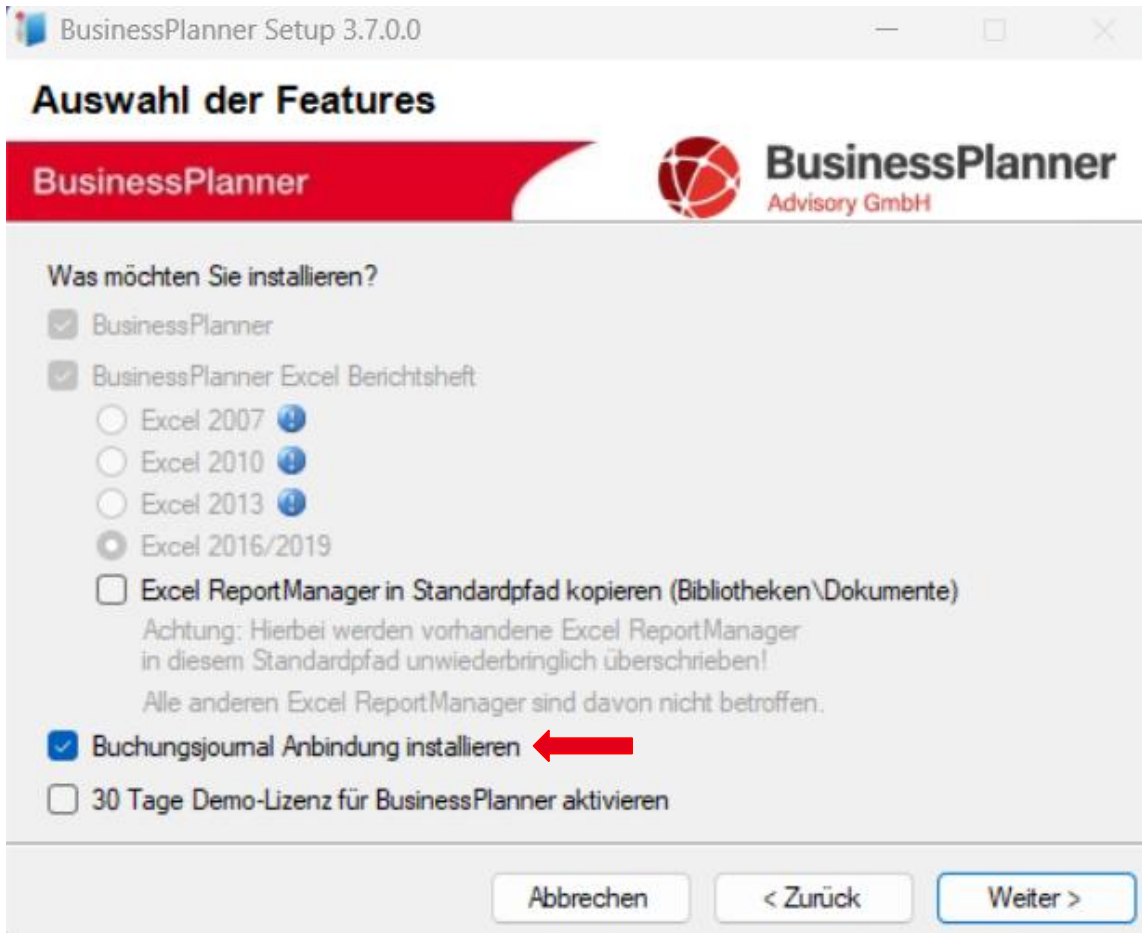 BusinessPlanner Setup 3.7.0.0
Auswahl der Features
BusinessPlanner
BusinessPlanner
Advisory GmbH
Was möchten Sie installieren?
BusinessPlanner
BusinessPlanner Excel Berichtsheft
Excel 2007
Excel 2010
Excel 2013
Excel 2016/2019
Excel ReportManager in Standardpfad kopieren (Bibliotheken\Dokumente)
Achtung: Hierbei werden vorhandene Excel ReportManager
in diesem Standardpfad unwiederbringlich überschrieben!
Alle anderen Excel ReportManager sind davon nicht betroffen.
Buchungsjournal Anbindung installieren
30 Tage Demo-Lizenz für BusinessPlanner aktivieren
Abbrechen
< Zurück
Weiter >